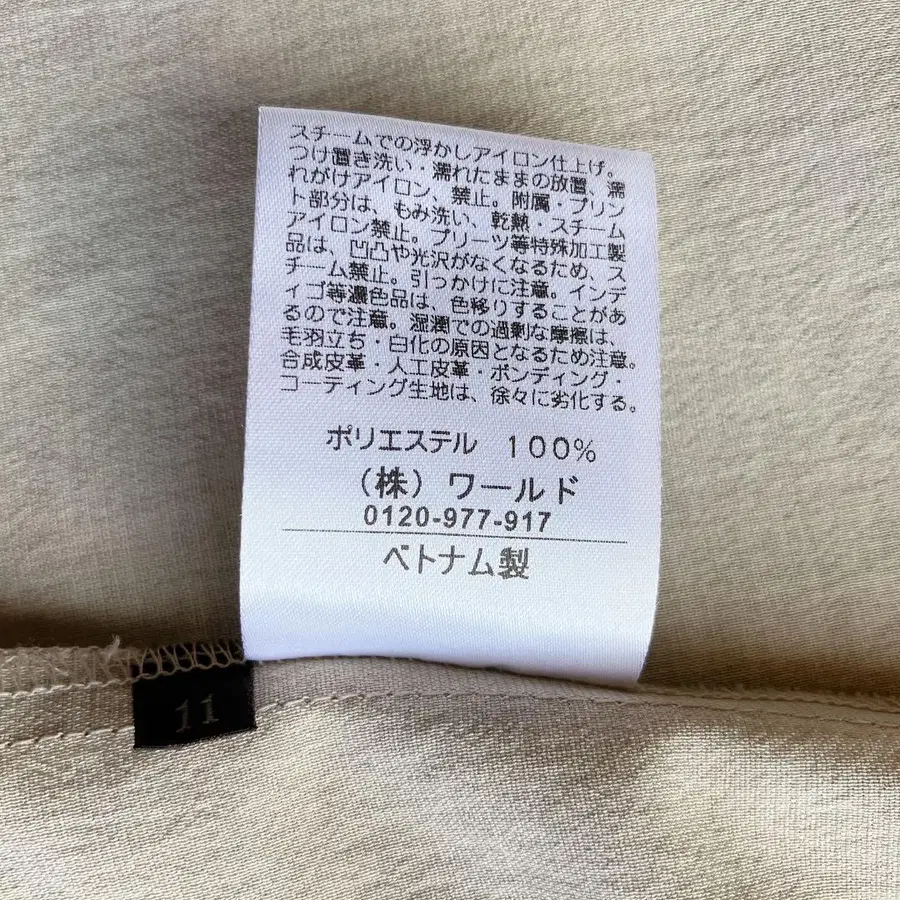 スチームでの浮かしアイロン仕上げ。
つけ置き洗い・濡れたままの放置、濡
れがけアイロン、禁止。附属・プリン
ト部分は、もみ洗い、乾熱・スチーム
アイロン禁止。プリーツ等特殊加工製
品は、凹凸や光沢がなくなるため、ス
チーム禁止。引っかけに注意。インデ
ィゴ等濃色品は、色移りすることがあ
るので注意。湿潤での過剰な摩擦は、
毛羽立ち・白化の原因となるため注意。
合成皮革・人工皮革・ボンディング・
コーティング生地は、徐々に劣化する。
ポリエステル 100%
(株)ワールド
0120-977-917
ベトナム製
11